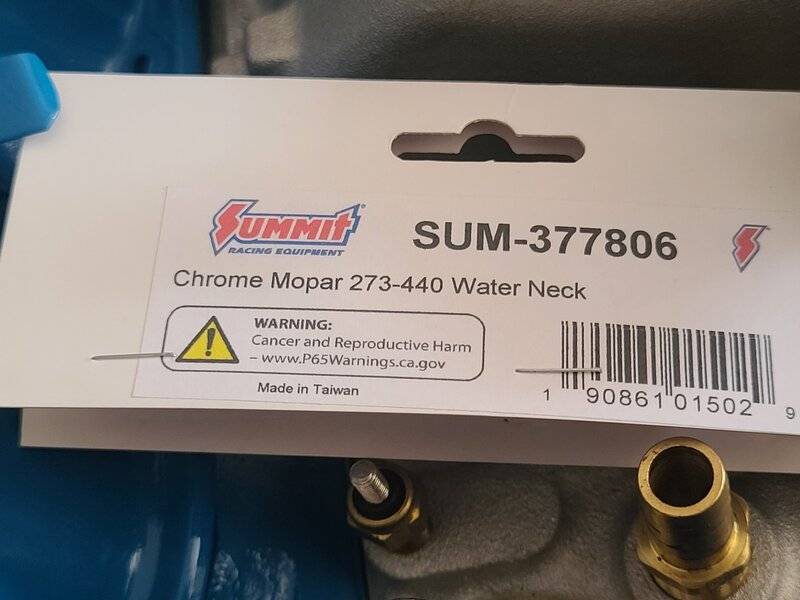 SUMMIT
RACING EQUIPMENT
SUM-377806
Chrome Mopar 273-440 Water Neck
WARNING:
Cancer and Reproductive Harm
– www.P65Warnings.ca.gov
Made in Taiwan
1 90861 01502 9